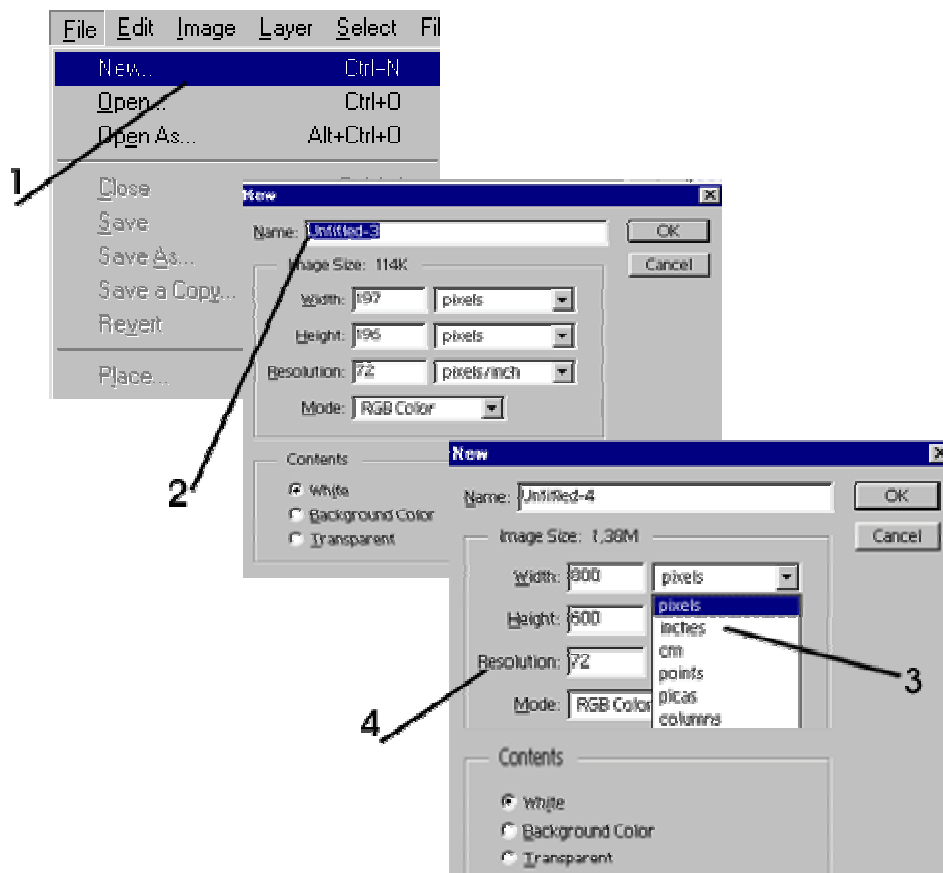 File Edit Image Layer Select Fil
New... Ctrl+N
Open... Ctrl+O
Open As... Alt+Ctrl+O
1
Close
Save
Save As...
Save a Copy...
Revert
Place...
New
Name: Untitled-3
OK
Cancel
Image Size: 114K
Width: 197 pixels
Height: 196 pixels
Resolution: 72 pixels/inch
Mode: RGB Color
Contents
White
Background Color
Transparent
2
New
Name: Untitled-4
OK
Cancel
Image Size: 1,38M
Width: 800 pixels
pixels
Height: 600
inches
cm
Resolution: 72
points
3
picas
Mode: RGB Color
columns
4
Contents
White
Background Color
Transparent